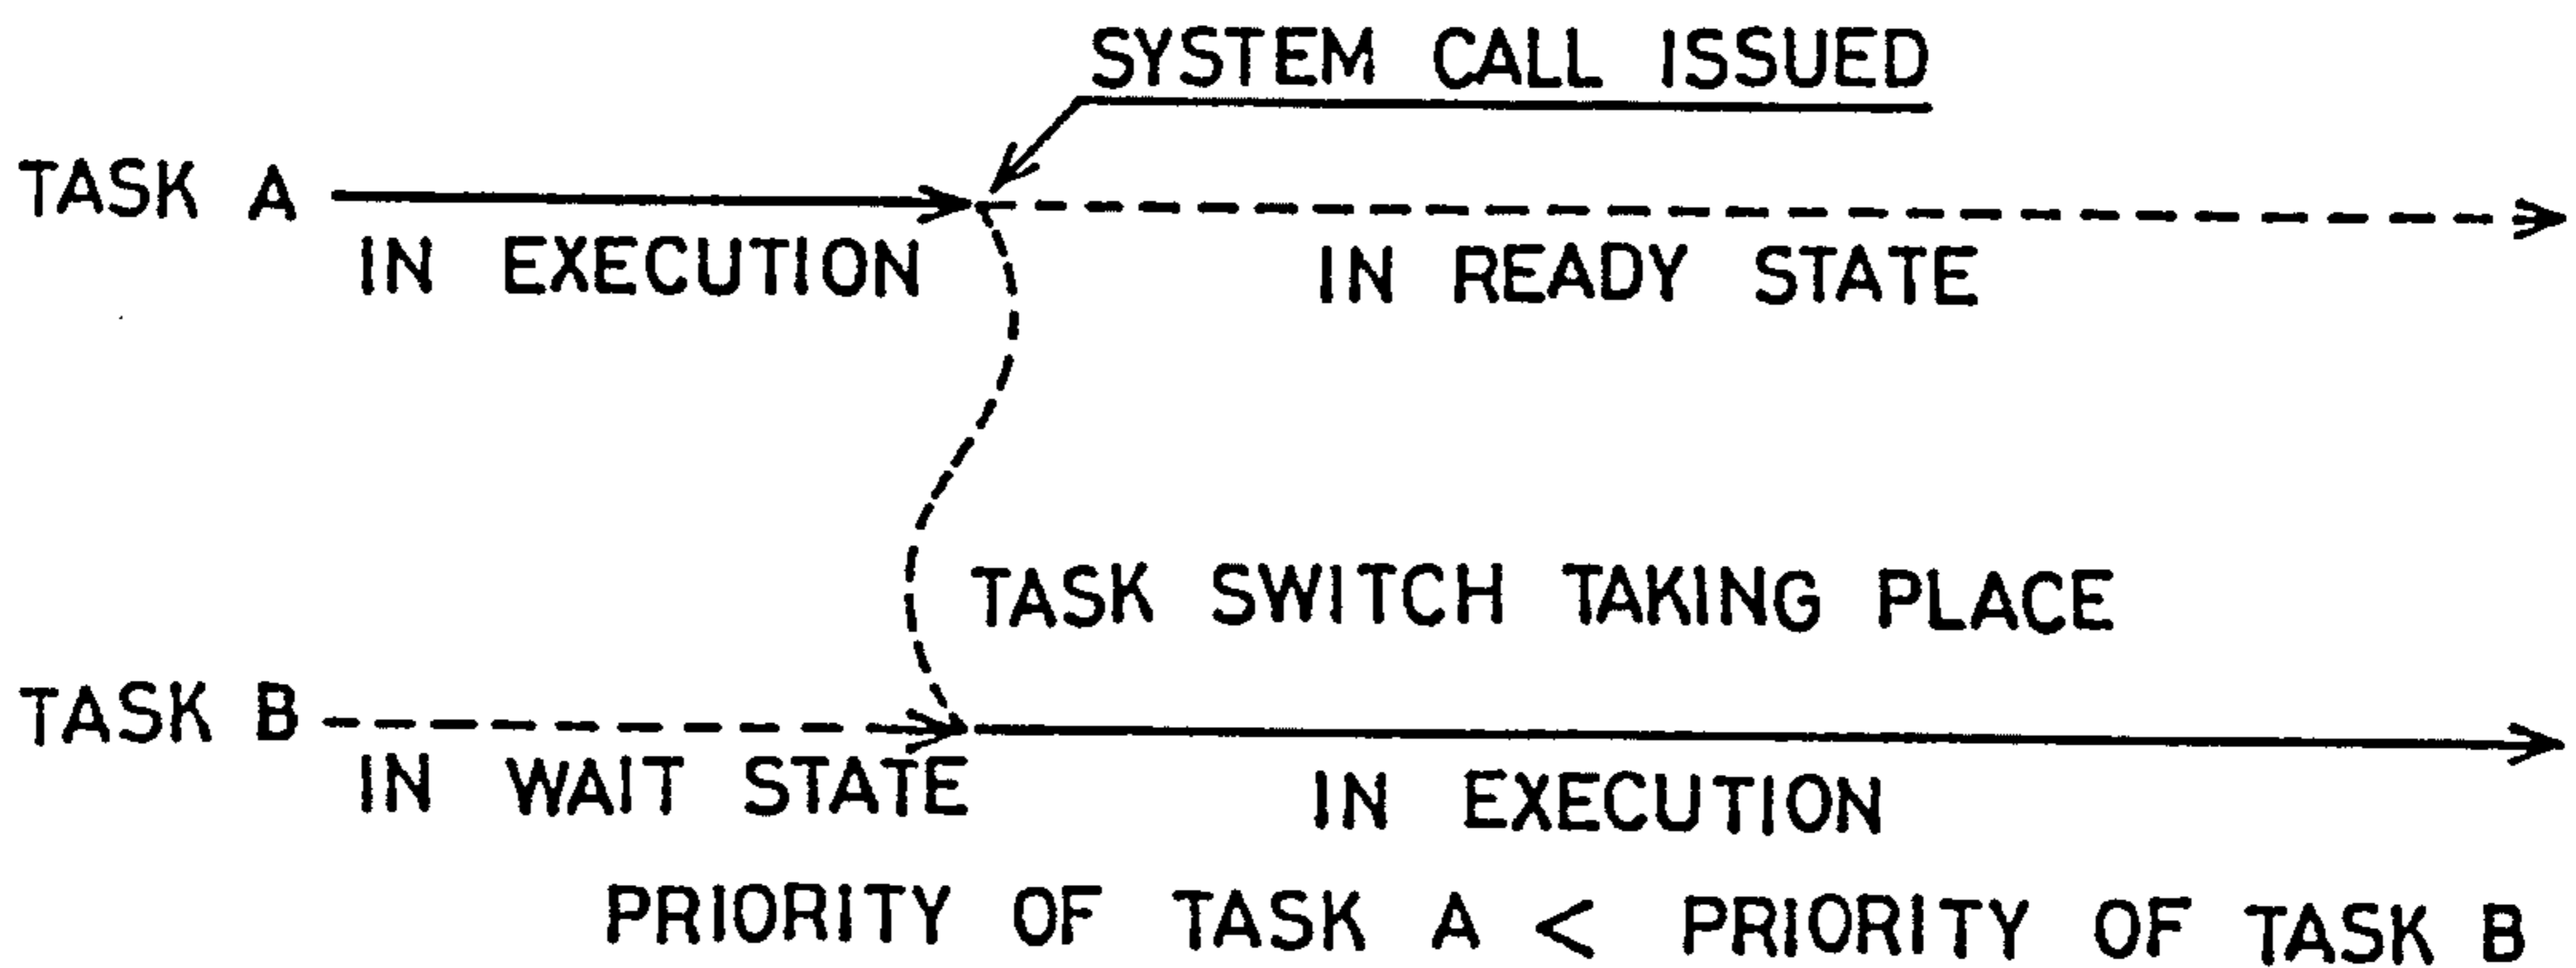 SYSTEM CALL ISSUED
TASK A
IN EXECUTION
IN READY STATE
TASK SWITCH TAKING PLACE
TASK B
IN WAIT STATE
IN EXECUTION
PRIORITY OF TASK A < PRIORITY OF TASK B